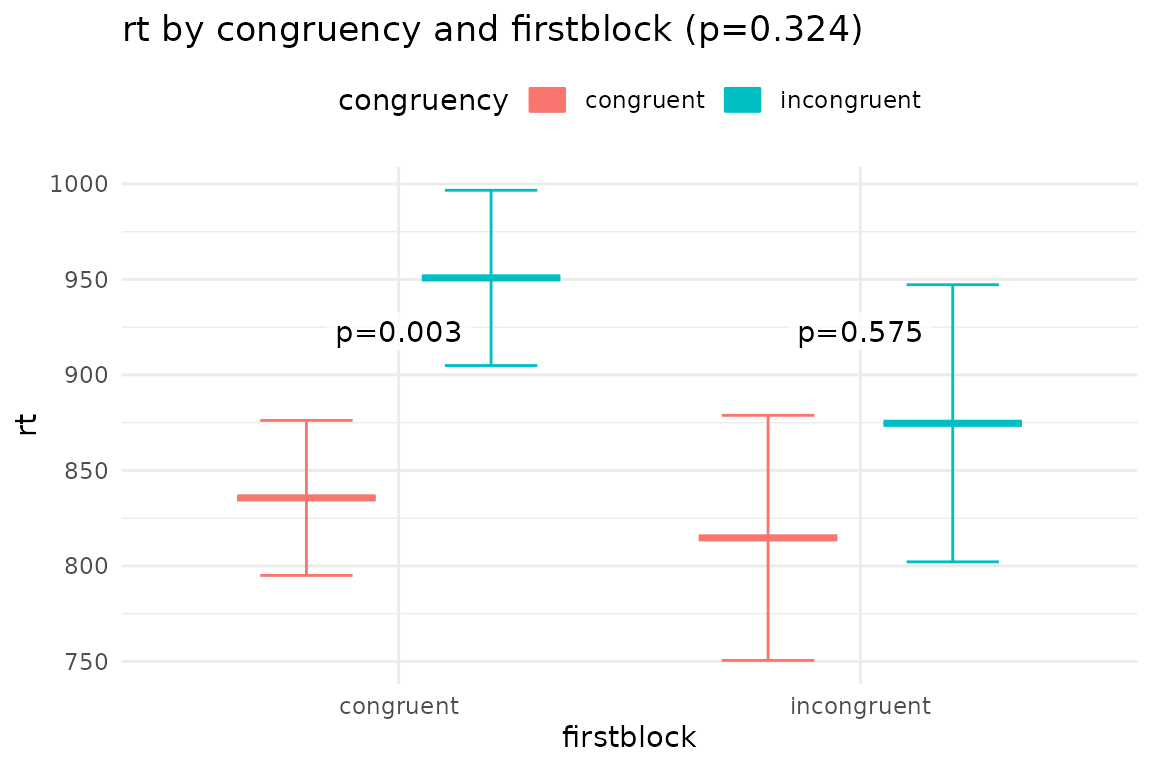 rt by congruency and firstblock (p=0.324)
congruency congruent incongruent
1000
950
900
850
800
750
rt
p=0.003 p=0.575
congruent incongruent
firstblock